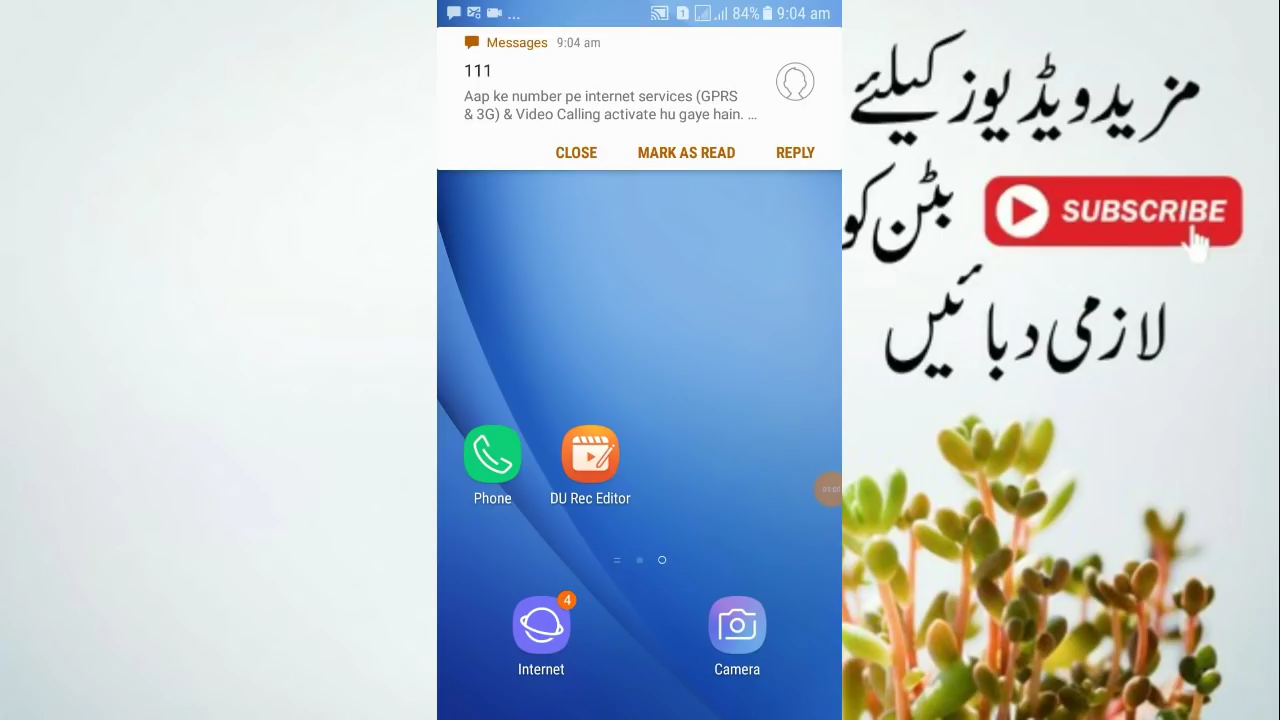 ... 84% 9:04 am
Messages 9:04 am
111
Aap ke number pe internet services (GPRS
& 3G) & Video Calling activate hu gaye hain. ...
CLOSE MARK AS READ REPLY
Phone DU Rec Editor
4
Internet Camera
مزید ویڈیوز کیلئے
SUBSCRIBE بٹن کو
لازمی دبائیں